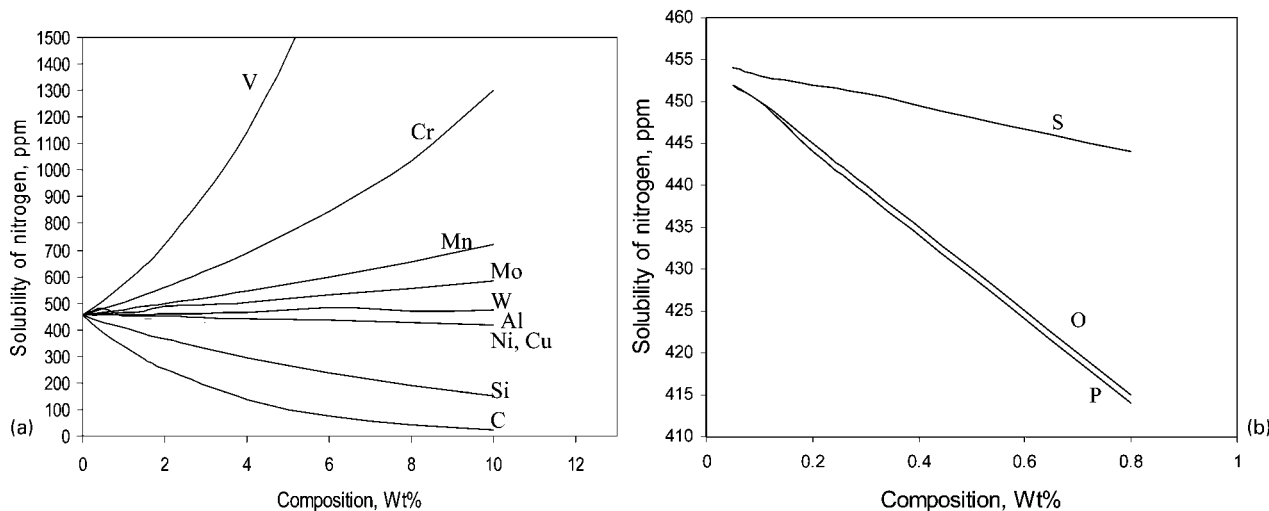 Solubility of nitrogen, ppm
1500
1400
1300
1200
1100
1000
900
800
700
600
500
400
300
200
100
0
V
Cr
Mn
Mo
W
Al
Ni, Cu
Si
C
(a)
0 2 4 6 8 10 12
Composition, Wt%
Solubility of nitrogen, ppm
460
455
450
445
440
435
430
425
420
415
410
S
O
P
(b)
0 0.2 0.4 0.6 0.8 1
Composition, Wt%